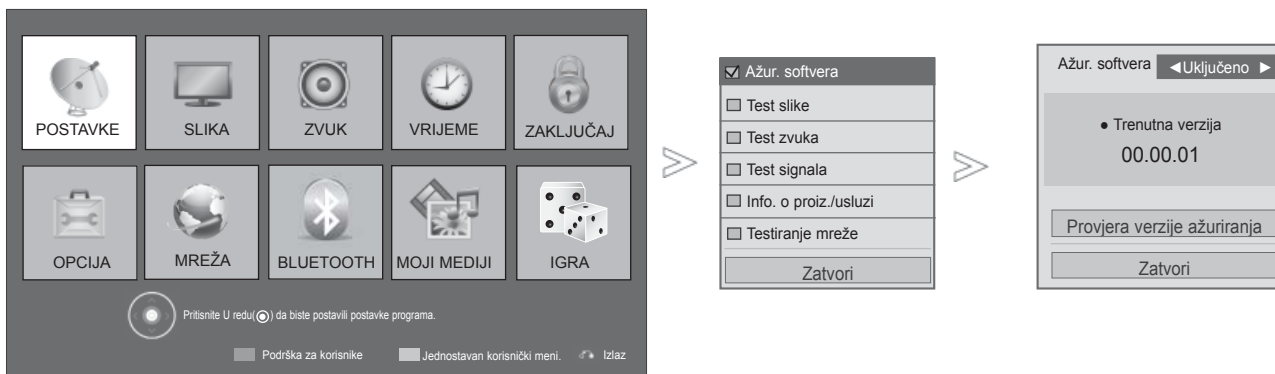 POSTAVKE
SLIKA
ZVUK
VRIJEME
ZAKLJUČAJ
OPCIJA
MREŽA
BLUETOOTH
MOJI MEDIJI
IGRA
Pritisnite U redu(◉) da biste postavili postavke programa.
Podrška za korisnike
Jednostavan korisnički meni.
Izlaz
Ažur. softvera
Test slike
Test zvuka
Test signala
Info. o proiz./usluzi
Testiranje mreže
Zatvori
Ažur. softvera ◄Uključeno ►
● Trenutna verzija
00.00.01
Provjera verzije ažuriranja
Zatvori